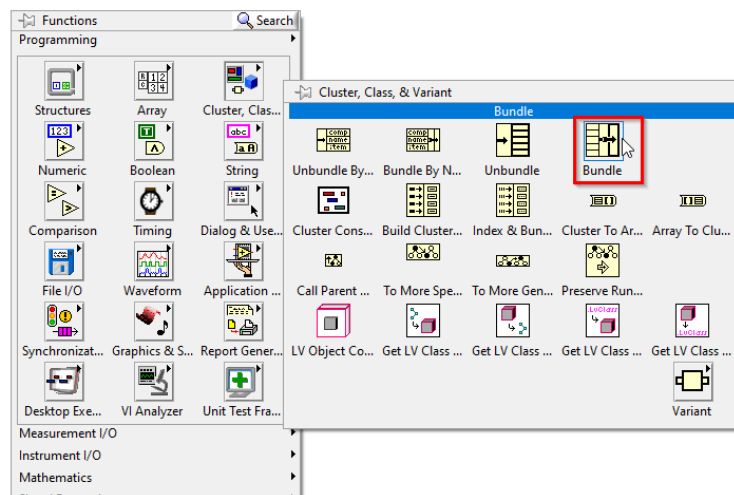 Functions
Search
Programming
Structures
Array
Cluster, Clas...
Numeric
Boolean
String
Comparison
Timing
Dialog & Use...
File I/O
Waveform
Application ...
Synchronizat...
Graphics & S...
Report Gener...
Desktop Exe...
VI Analyzer
Unit Test Fra...
Measurement I/O
Instrument I/O
Mathematics
Cluster, Class, & Variant
Bundle
Unbundle By...
Bundle By N...
Unbundle
Bundle
Cluster Cons...
Build Cluster...
Index & Bun...
Cluster To Ar...
Array To Clu...
Call Parent ...
To More Spe...
To More Gen...
Preserve Run...
LV Object Co...
Get LV Class ...
Get LV Class ...
Get LV Class ...
Get LV Class ...
Variant